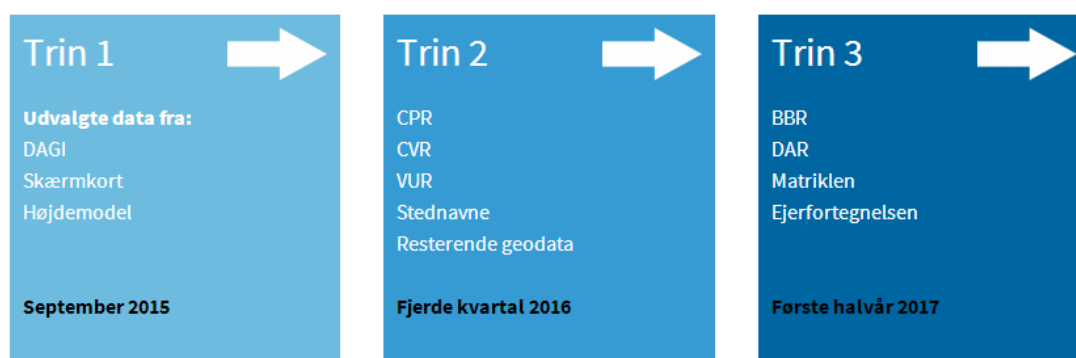 Trin 1
Udvalgte data fra:
DAGI
Skærmkort
Højdemodel
September 2015
Trin 2
CPR
CVR
VUR
Stednavne
Resterende geodata
Fjerde kvartal 2016
Trin 3
BBR
DAR
Matriklen
Ejerfortegnelsen
Første halvår 2017